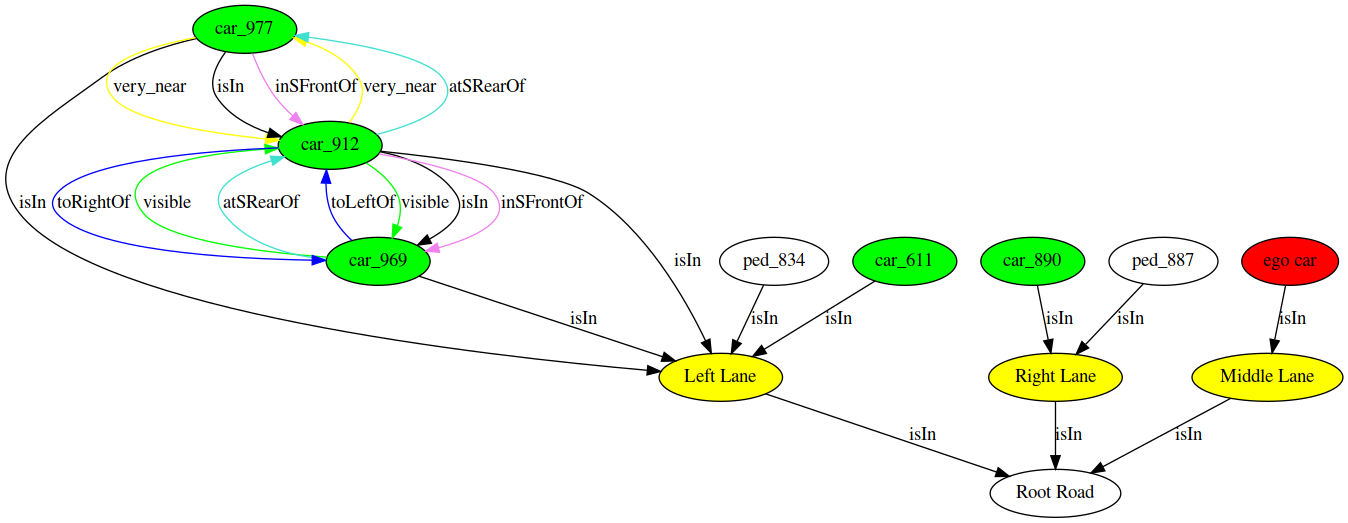 car_977
very_near isIn inSFrontOf very_near atSRearOf
car_912
isIn toRightOf visible atSRearOf toLeftOf visible isIn inSFrontOf
car_969 isIn ped_834 car_611 car_890 ped_887 ego car
isIn isIn isIn isIn isIn isIn
Left Lane Right Lane Middle Lane
isIn isIn isIn
Root Road